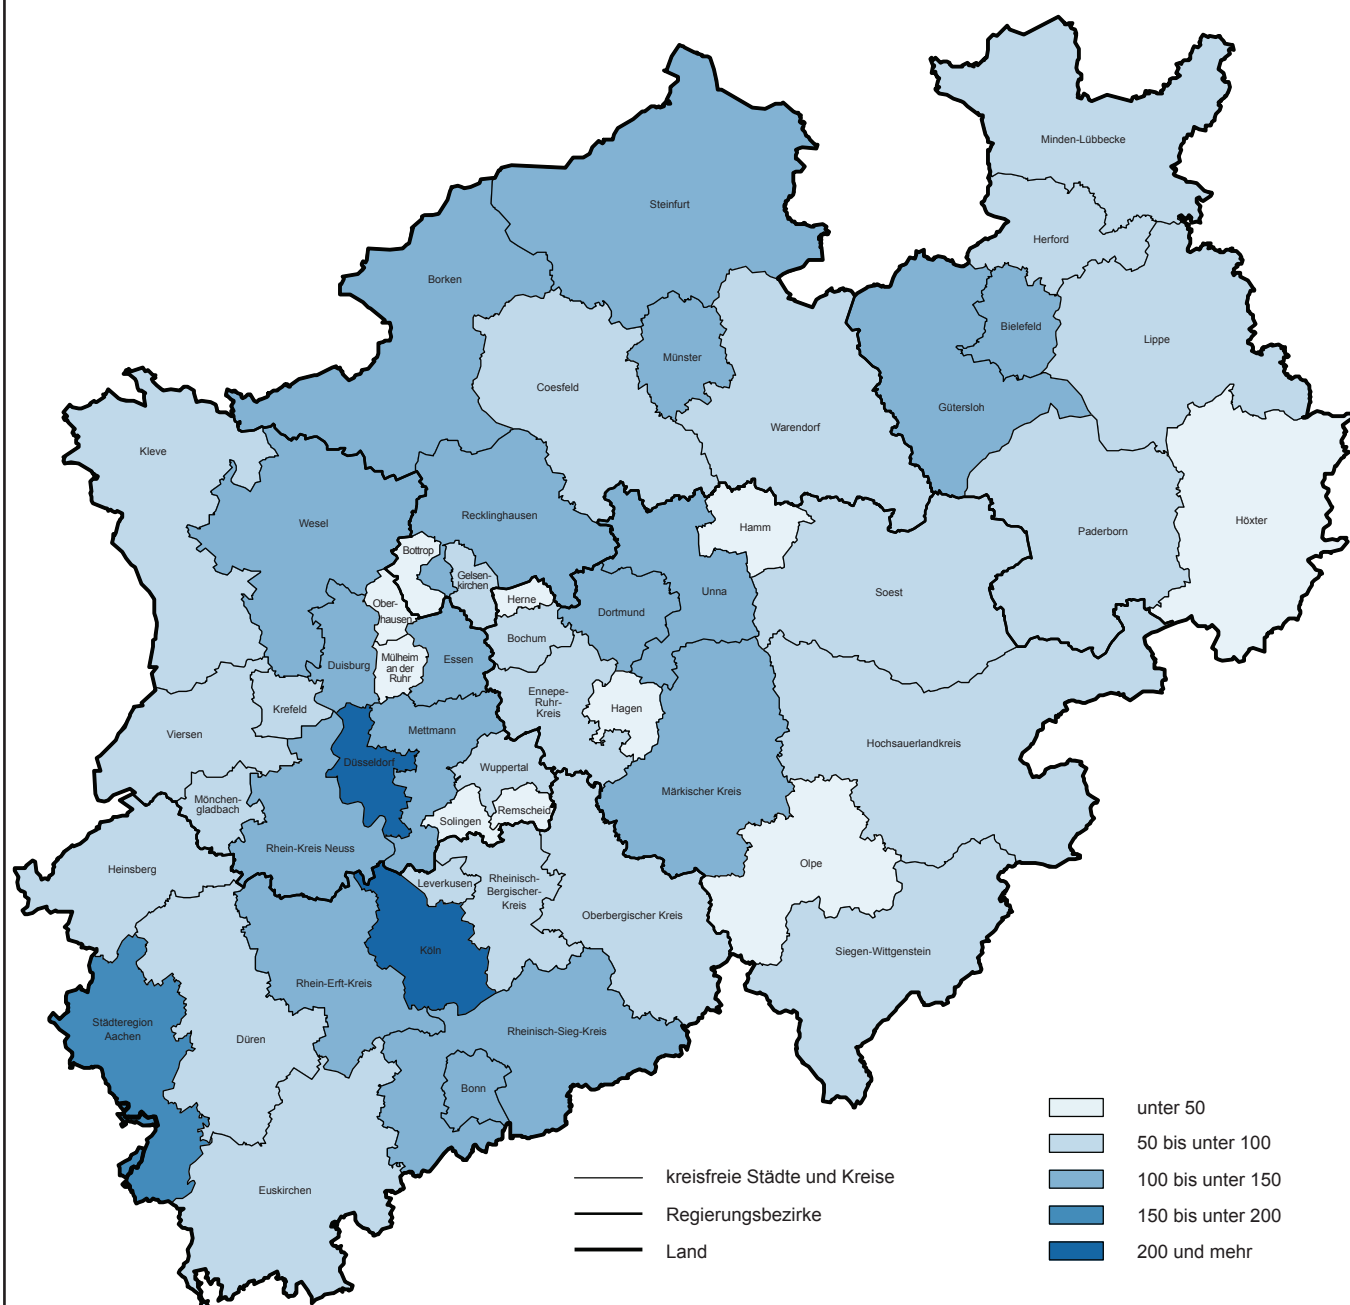 Minden-Lübbecke
Steinfurt
Herford
Borken
Bielefeld
Lippe
Münster
Coesfeld
Gütersloh
Warendorf
Kleve
Recklinghausen
Wesel
Höxter
Hamm
Paderborn
Bottrop
Gelsen-
kirchen
Unna
Soest
Herne
Ober-
hausen
Dortmund
Bochum
Duisburg
Mülheim
an der
Ruhr
Essen
Ennepe-
Ruhr-
Kreis
Hagen
Krefeld
Viersen
Mettmann
Hochsauerlandkreis
Düsseldorf
Wuppertal
Märkischer Kreis
Mönchen-
gladbach
Remscheid
Solingen
Rhein-Kreis Neuss
Olpe
Heinsberg
Leverkusen
Rheinisch-
Bergischer-
Kreis
Oberbergischer Kreis
Köln
Siegen-Wittgenstein
Rhein-Erft-Kreis
Städteregion
Aachen
Düren
Rheinisch-Sieg-Kreis
Bonn
Euskirchen
kreisfreie Städte und Kreise
Regierungsbezirke
Land
unter 50
50 bis unter 100
100 bis unter 150
150 bis unter 200
200 und mehr